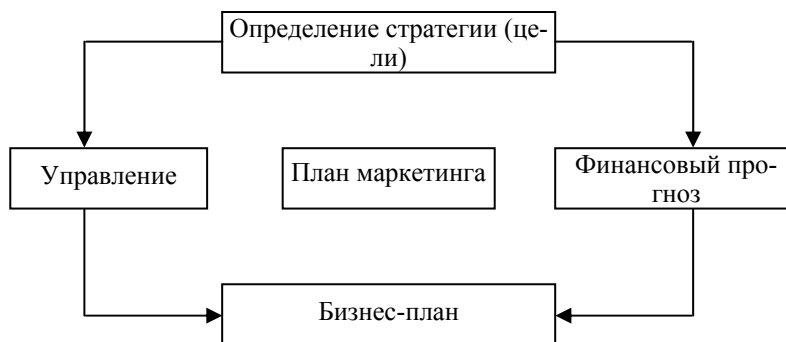 Определение стратегии (це-
ли)
Управление
План маркетинга
Финансовый про-
гноз
Бизнес-план